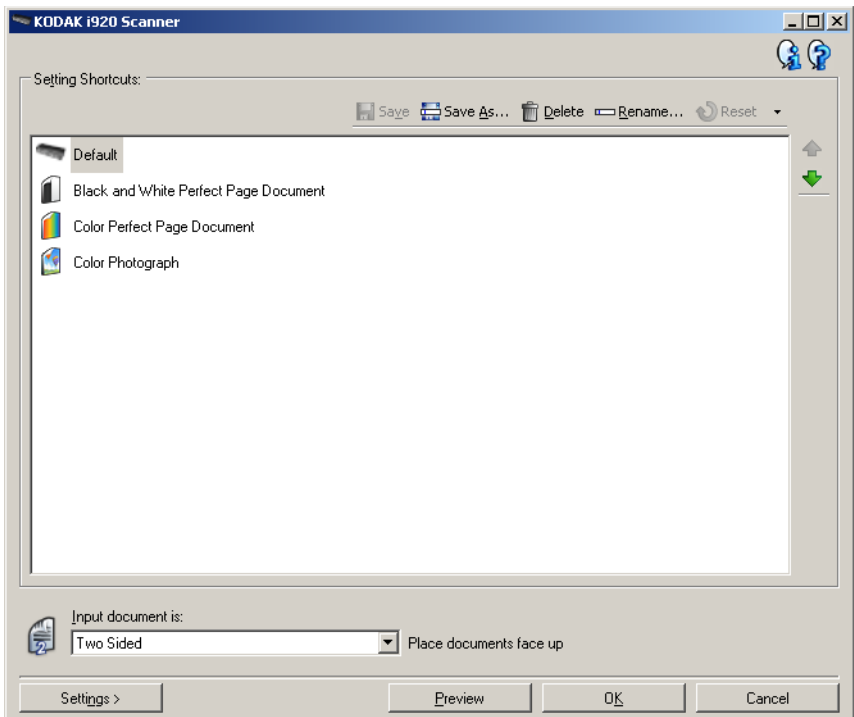 KODAK i920 Scanner
Setting Shortcuts:
Save Save As... Delete Rename... Reset
Default
Black and White Perfect Page Document
Color Perfect Page Document
Color Photograph
Input document is:
2
Two Sided Place documents face up
Settings > Preview OK Cancel